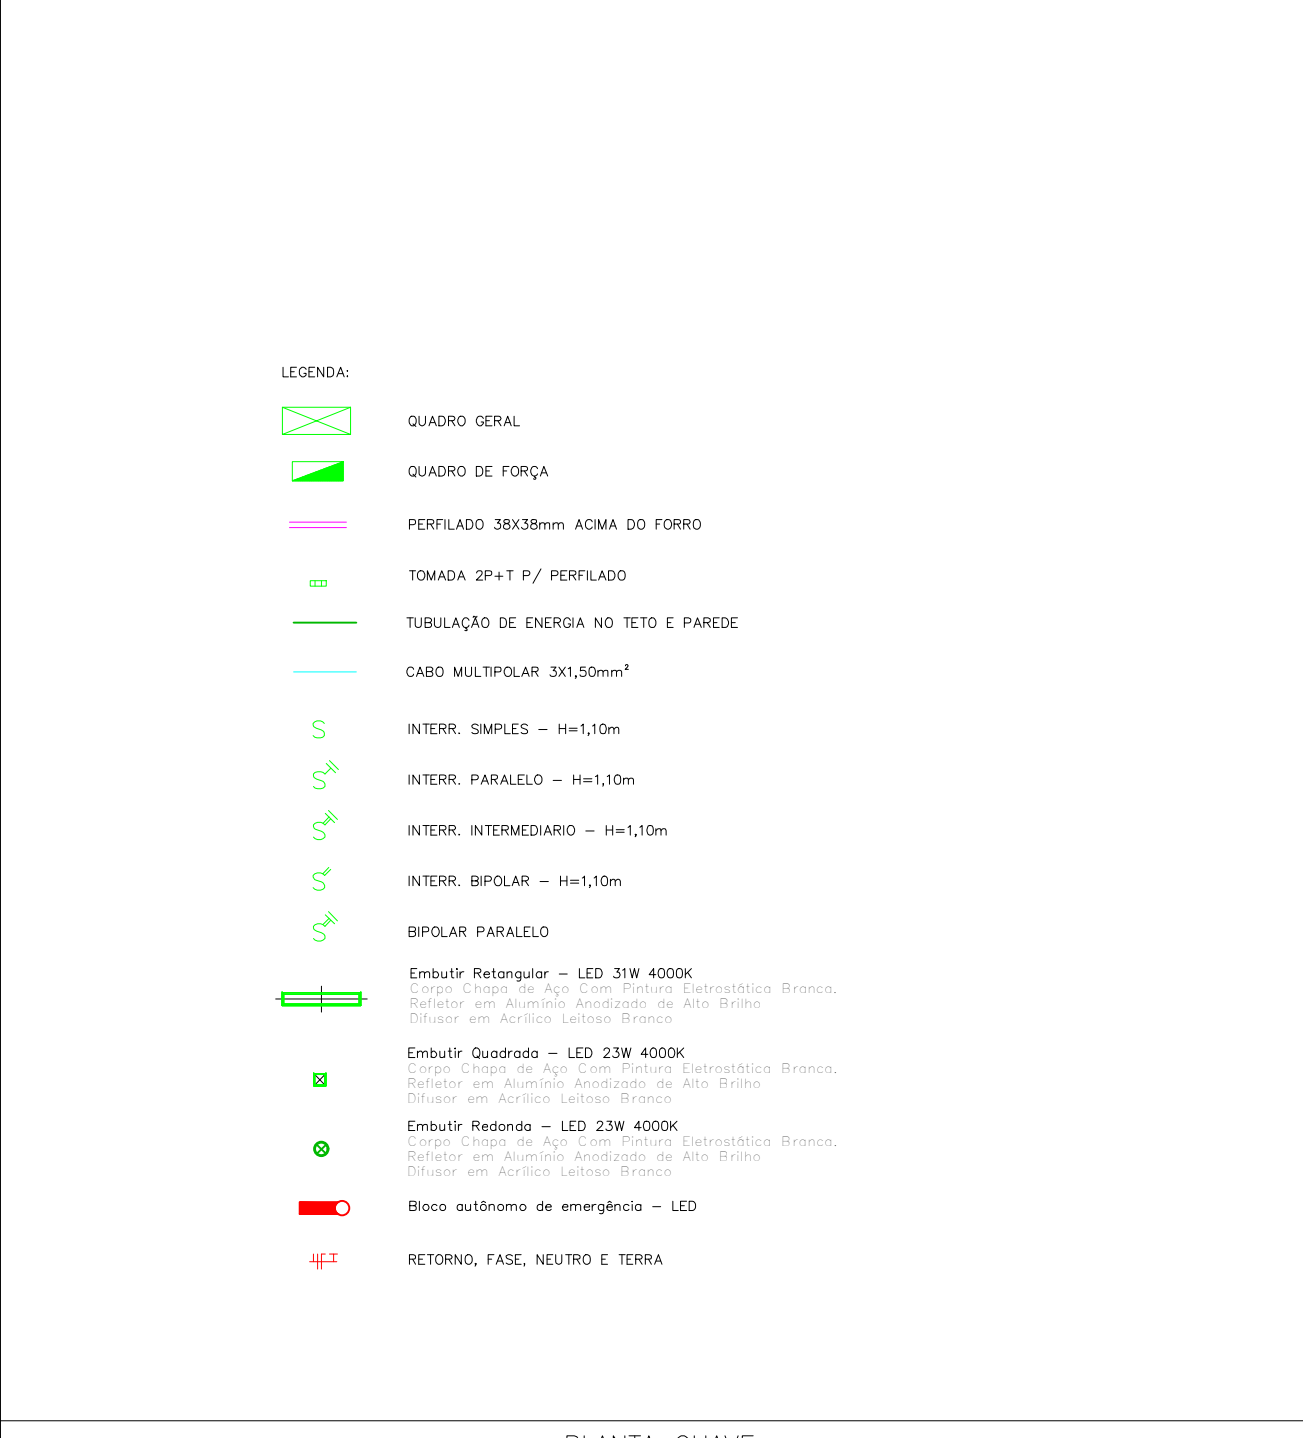 LEGENDA:
QUADRO GERAL
QUADRO DE FORÇA
PERFILADO 38X38mm ACIMA DO FORRO
TOMADA 2P+T P/ PERFILADO
TUBULAÇÃO DE ENERGIA NO TETO E PAREDE
CABO MULTIPOLAR 3X1,50mm²
S INTERR. SIMPLES – H=1,10m
S INTERR. PARALELO – H=1,10m
S INTERR. INTERMEDIARIO – H=1,10m
S INTERR. BIPOLAR – H=1,10m
S BIPOLAR PARALELO
Embutir Retangular – LED 31W 4000K
Corpo Chapa de Aço Com Pintura Eletrostática Branca.
Refletor em Alumínio Anodizado de Alto Brilho
Difusor em Acrílico Leitoso Branco
Embutir Quadrada – LED 23W 4000K
Corpo Chapa de Aço Com Pintura Eletrostática Branca.
Refletor em Alumínio Anodizado de Alto Brilho
Difusor em Acrílico Leitoso Branco
Embutir Redonda – LED 23W 4000K
Corpo Chapa de Aço Com Pintura Eletrostática Branca.
Refletor em Alumínio Anodizado de Alto Brilho
Difusor em Acrílico Leitoso Branco
Bloco autônomo de emergência – LED
RETORNO, FASE, NEUTRO E TERRA
PLANTA CHAVE